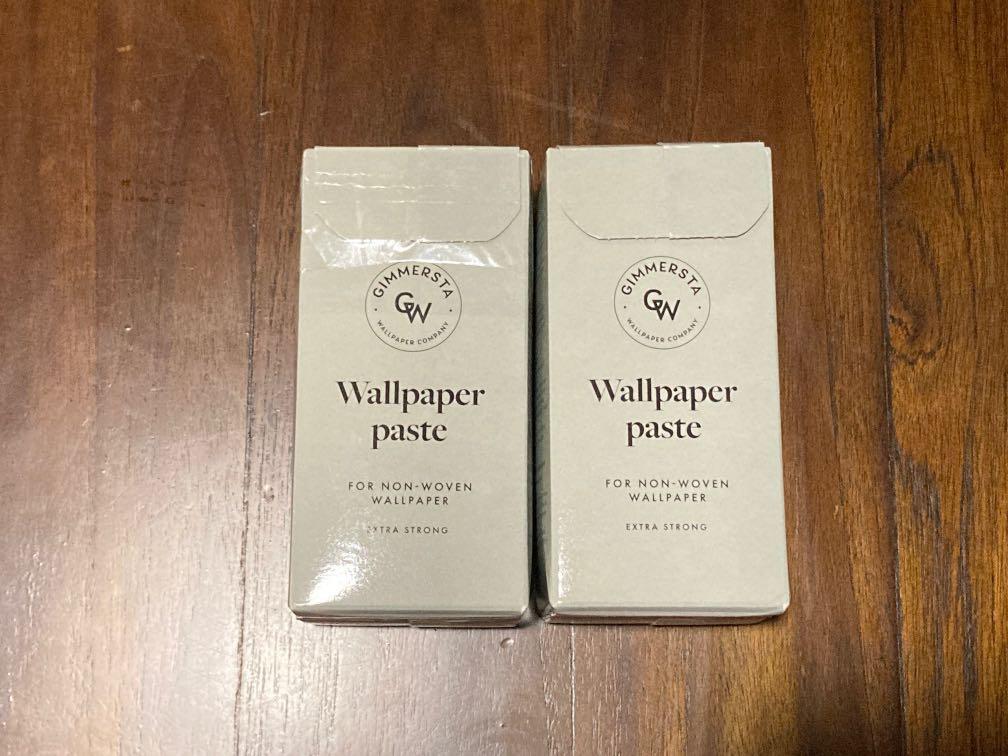 GIMMERSTA
GW
WALLPAPER COMPANY
Wallpaper
paste
FOR NON-WOVEN
WALLPAPER
EXTRA STRONG
GIMMERSTA
GW
WALLPAPER COMPANY
Wallpaper
paste
FOR NON-WOVEN
WALLPAPER
EXTRA STRONG